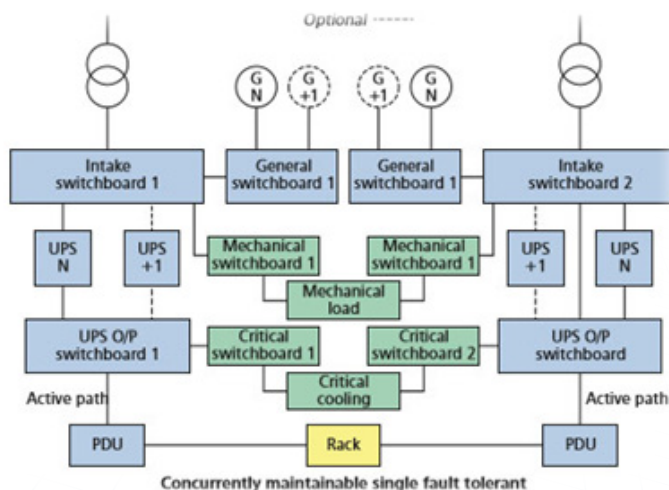 Optional
G
N
G
+1
G
+1
G
N
Intake
switchboard 1
General
switchboard 1
General
switchboard 1
Intake
switchboard 2
UPS
N
UPS
+1
Mechanical
switchboard 1
Mechanical
switchboard 1
UPS
+1
UPS
N
Mechanical
load
UPS O/P
switchboard 1
Critical
switchboard 1
Critical
switchboard 2
UPS O/P
switchboard
Critical
cooling
Active path
Active path
PDU
Rack
PDU
Concurrently maintainable single fault tolerant